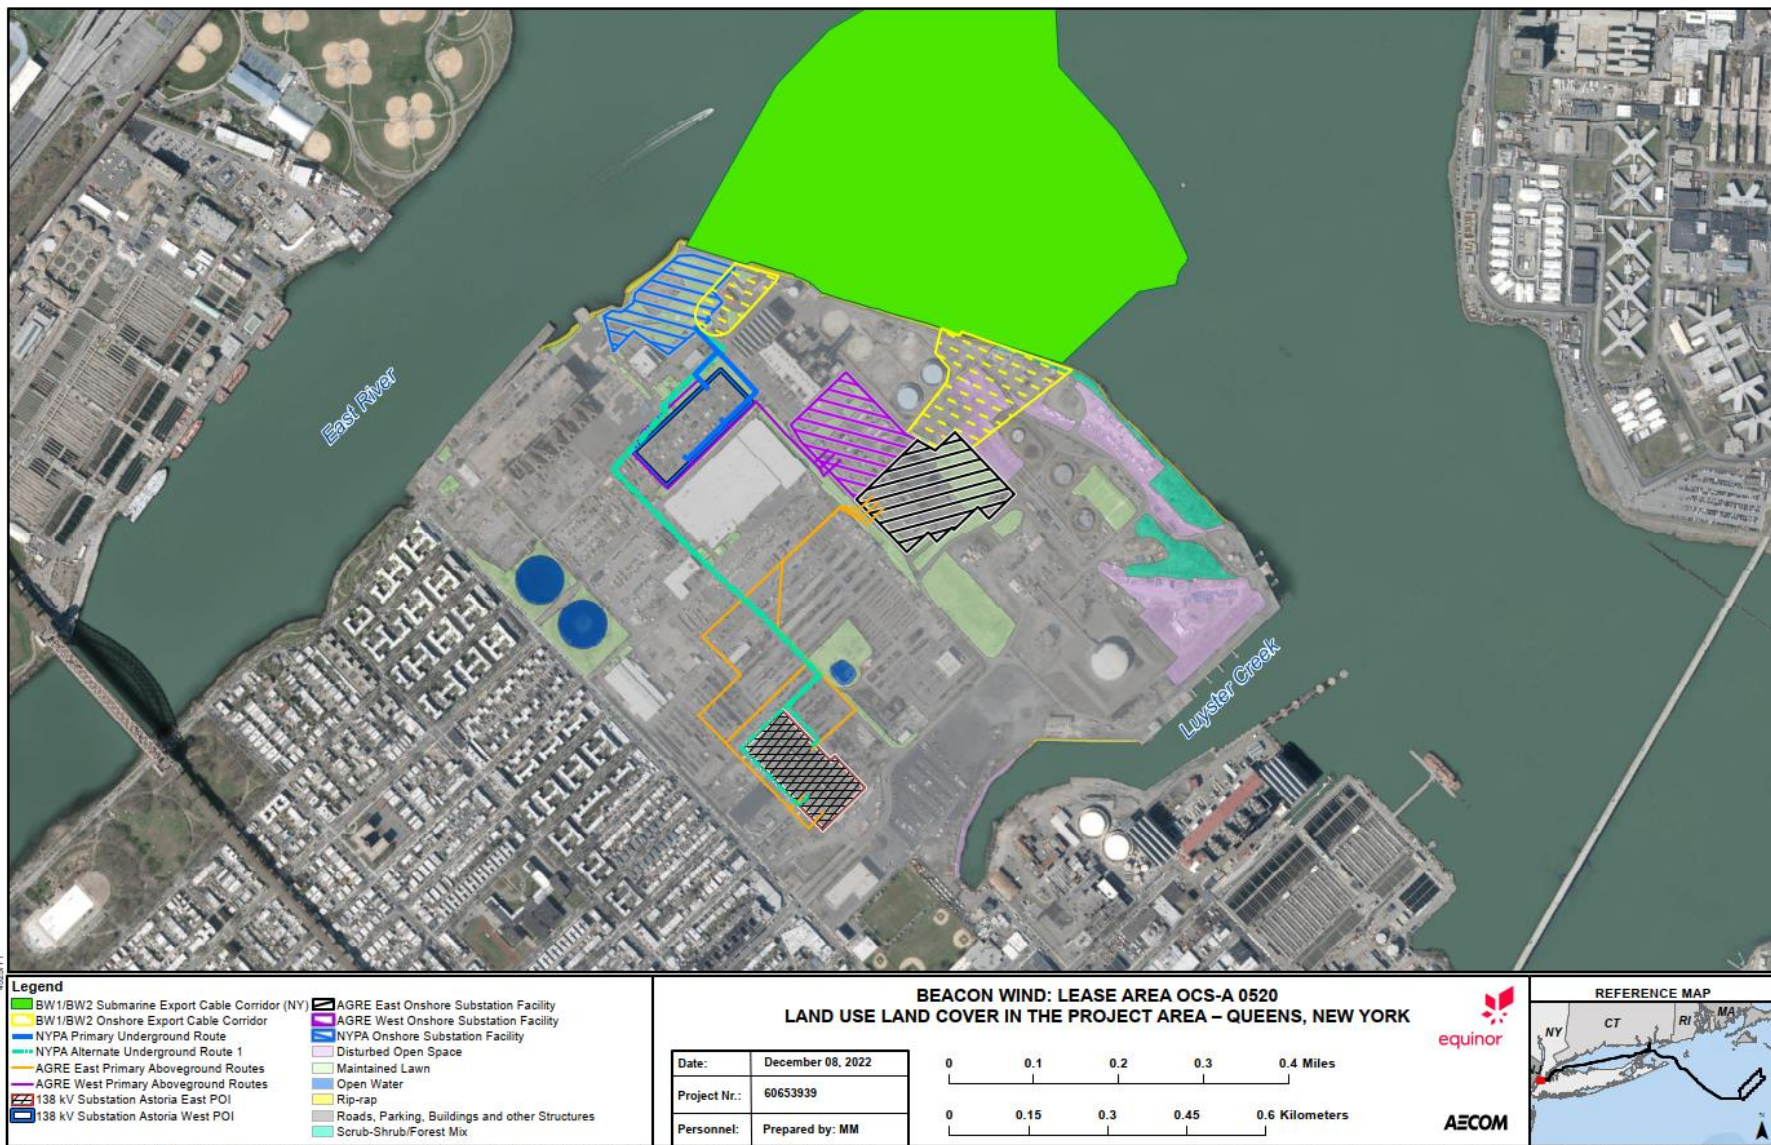 East River
Luyster Creek
Legend
BW1/BW2 Submarine Export Cable Corridor (NY)
BW1/BW2 Onshore Export Cable Corridor
NYPA Primary Underground Route
NYPA Alternate Underground Route 1
AGRE East Primary Aboveground Routes
AGRE West Primary Aboveground Routes
138 kV Substation Astoria East POI
138 kV Substation Astoria West POI
AGRE East Onshore Substation Facility
AGRE West Onshore Substation Facility
NYPA Onshore Substation Facility
Disturbed Open Space
Maintained Lawn
Open Water
Rip-rap
Roads, Parking, Buildings and other Structures
Scrub-Shrub/Forest Mix
BEACON WIND: LEASE AREA OCS-A 0520
LAND USE LAND COVER IN THE PROJECT AREA – QUEENS, NEW YORK
equinor
Date: December 08, 2022
Project Nr.: 60653939
Personnel: Prepared by: MM
0 0.1 0.2 0.3 0.4 Miles
0 0.15 0.3 0.45 0.6 Kilometers
AECOM
REFERENCE MAP
NY CT RI MA